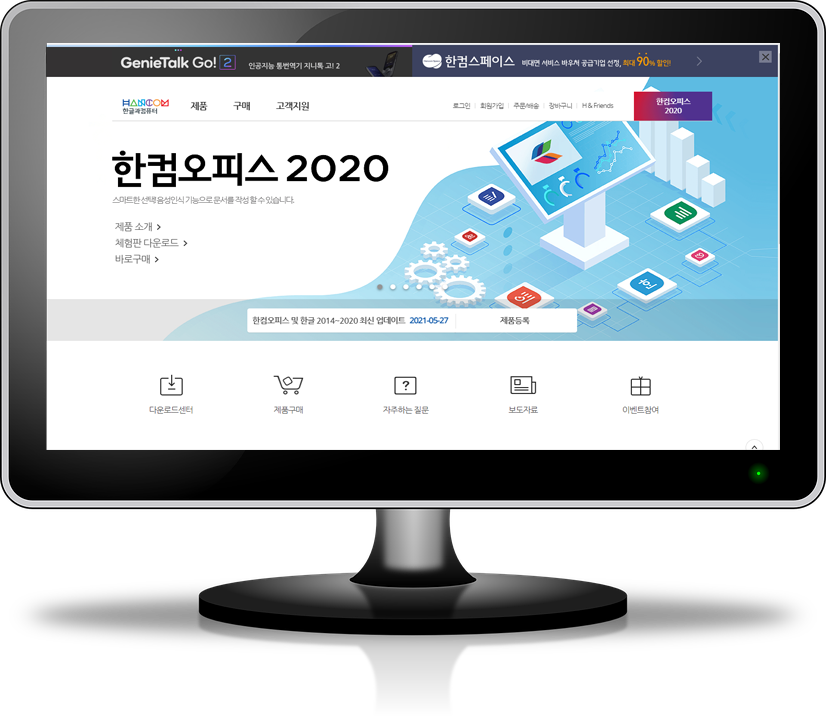 GenieTalk Go! 2 인공지능 통번역기 지니톡 고! 2
한컴스페이스 비대면 서비스 바우처 공급기업 선정, 최대 90% 할인!
HANCOM
한글과컴퓨터
제품 구매 고객지원
로그인 회원가입 주문/배송 장바구니 H & Friends
한컴오피스
2020
한컴오피스 2020
스마트한 선택! 음성인식 기능으로 문서를 작성 할 수 있습니다.
제품 소개
체험판 다운로드
바로구매
한컴오피스 및 한글 2014~2020 최신 업데이트 2021-05-27 제품등록
다운로드센터 제품구매 자주하는 질문 보도자료 이벤트참여